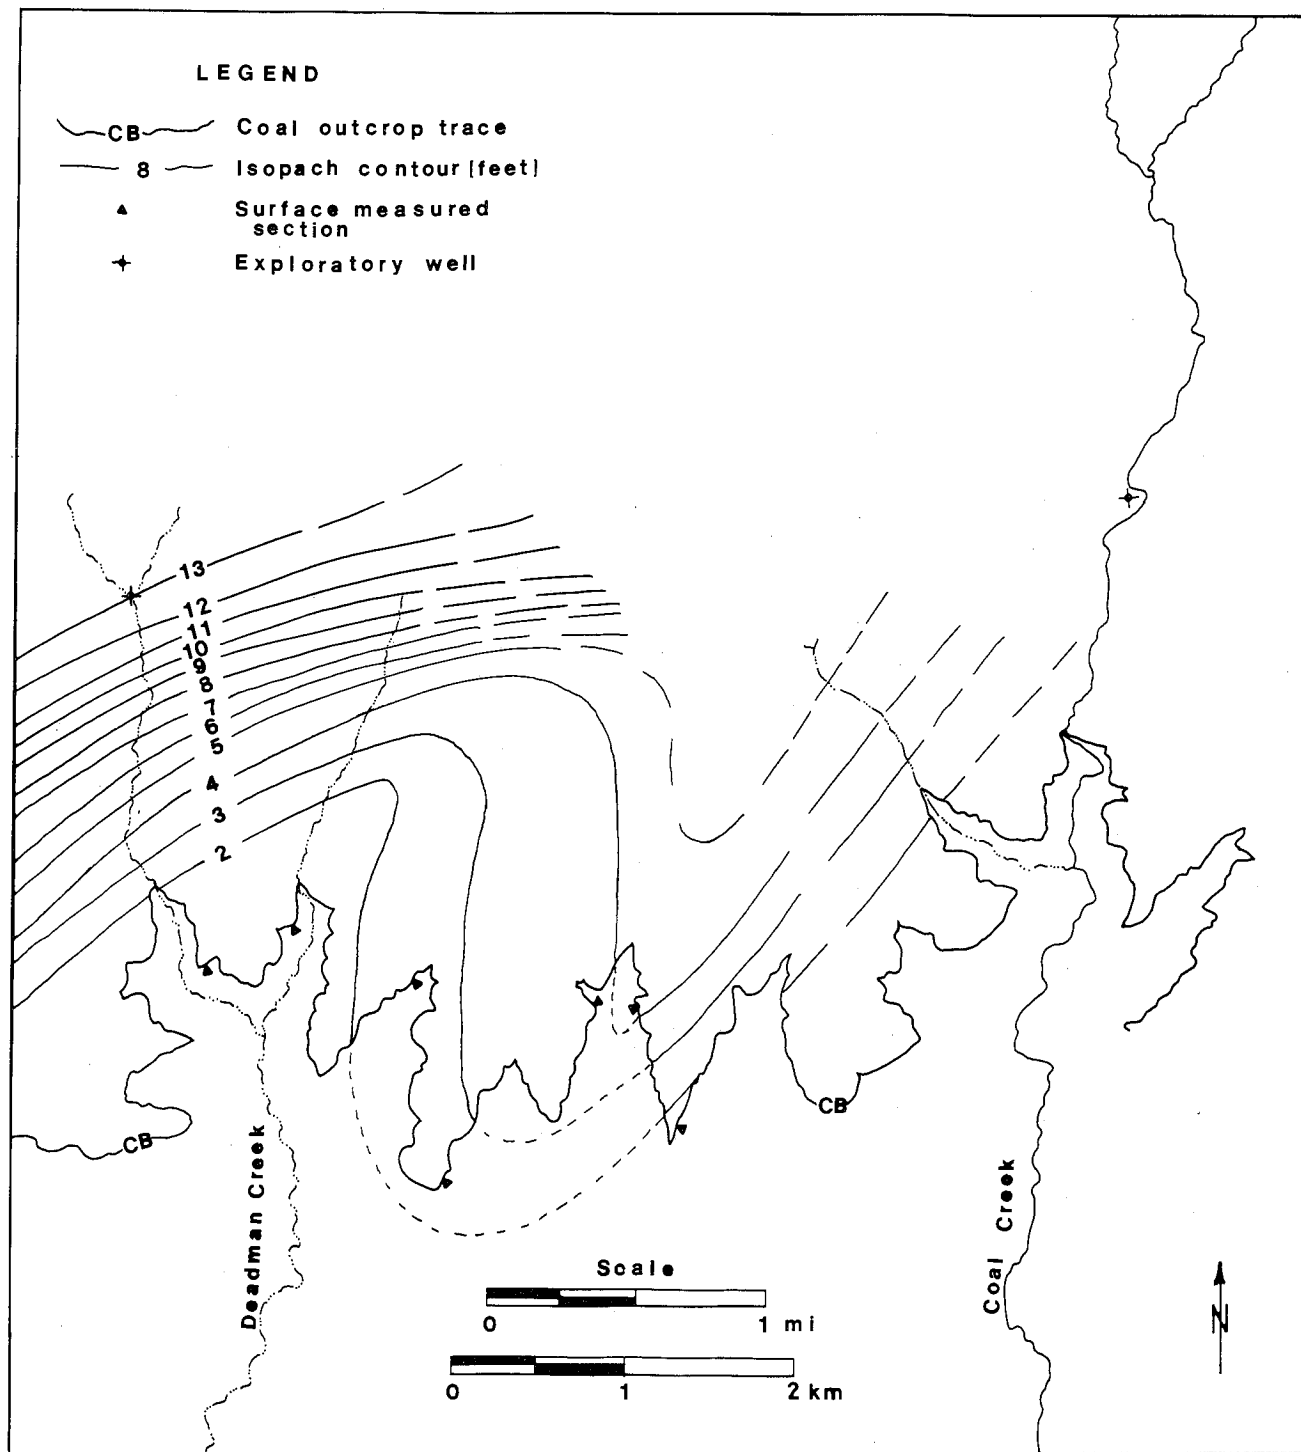 LEGEND
CB Coal outcrop trace
8 Isopach contour (feet)
Surface measured
section
Exploratory well
13
12
11
10
9
8
7
6
5
4
3
2
CB
CB
Deadman Creek
Coal Creek
Scale
0 1 mi
0 1 2 km
N